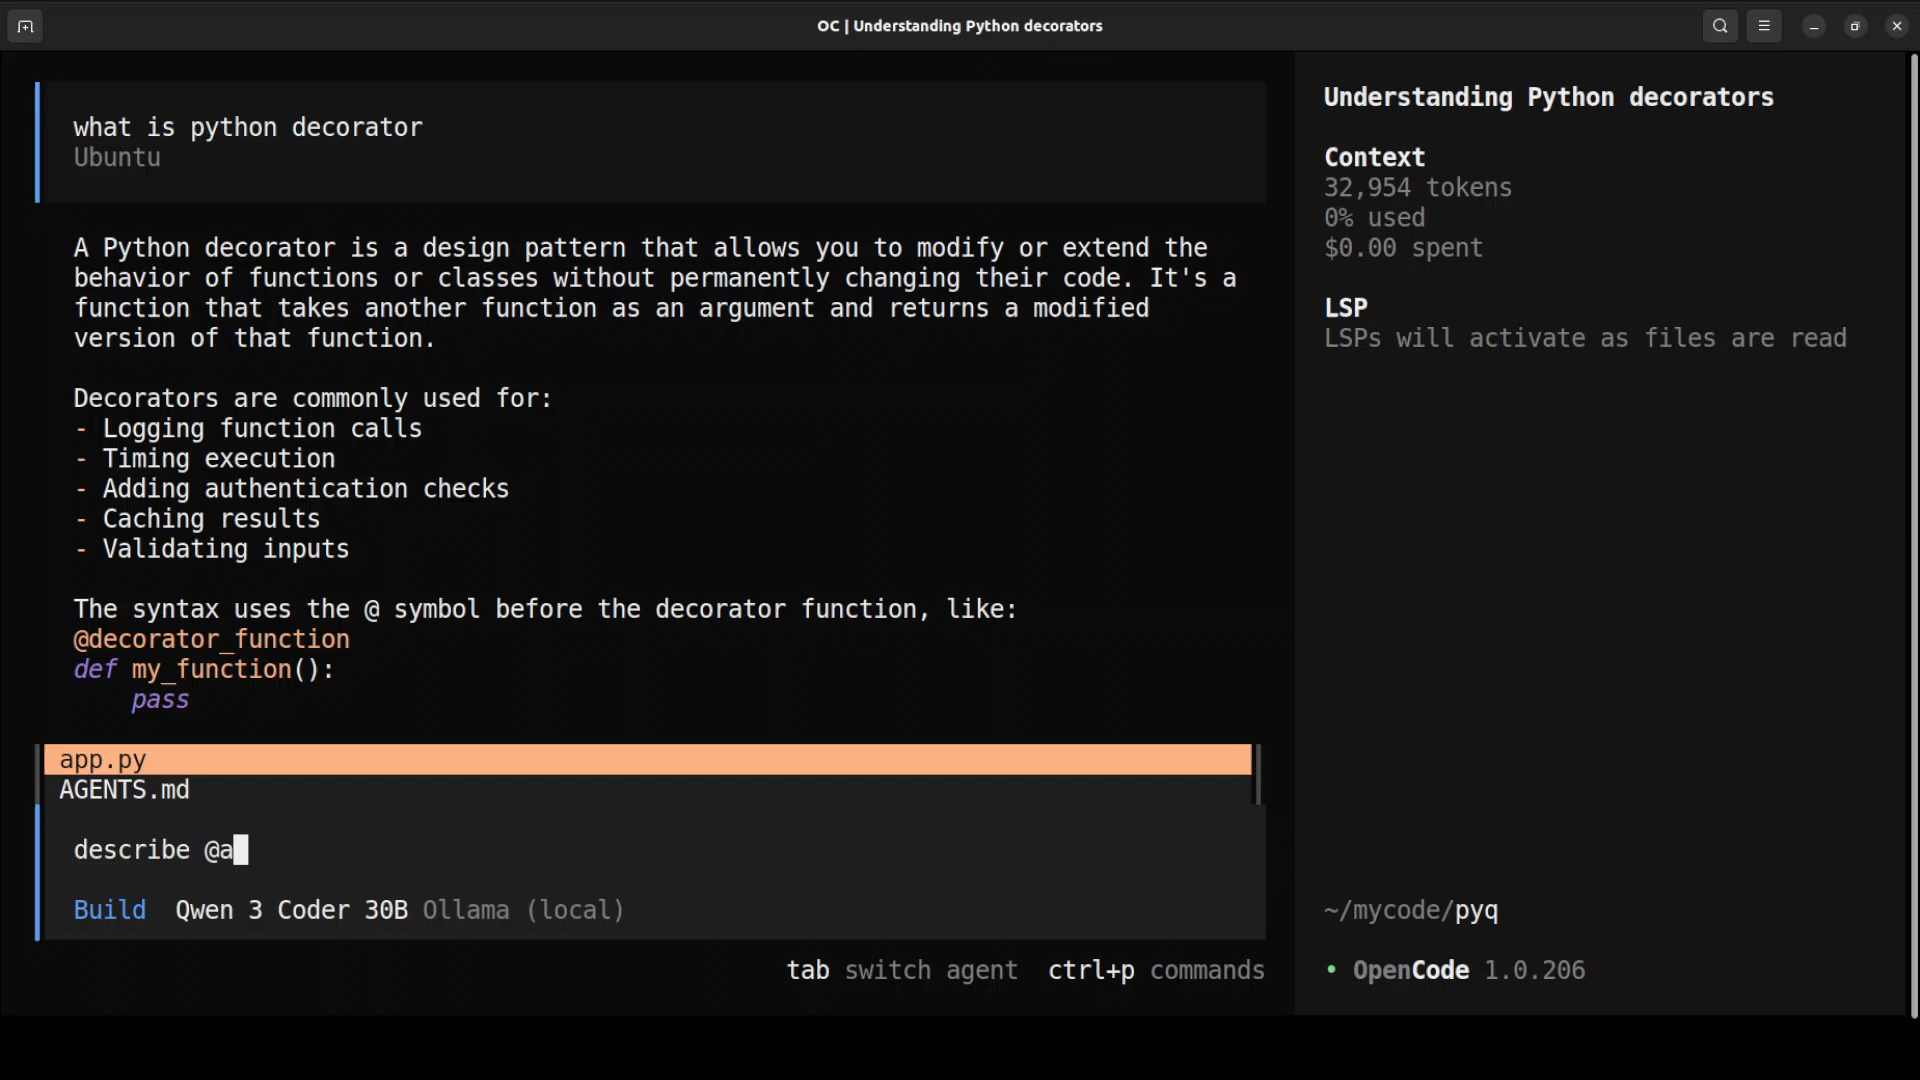 OC | Understanding Python decorators
what is python decorator
Ubuntu
A Python decorator is a design pattern that allows you to modify or extend the
behavior of functions or classes without permanently changing their code. It's a
function that takes another function as an argument and returns a modified
version of that function.
Decorators are commonly used for:
- Logging function calls
- Timing execution
- Adding authentication checks
- Caching results
- Validating inputs
The syntax uses the @ symbol before the decorator function, like:
@decorator_function
def my_function():
    pass
app.py
AGENTS.md
describe @a
Build  Qwen 3 Coder 30B Ollama (local)
tab switch agent  ctrl+p commands
Understanding Python decorators
Context
32,954 tokens
0% used
$0.00 spent
LSP
LSPs will activate as files are read
~/mycode/pyq
• OpenCode 1.0.206